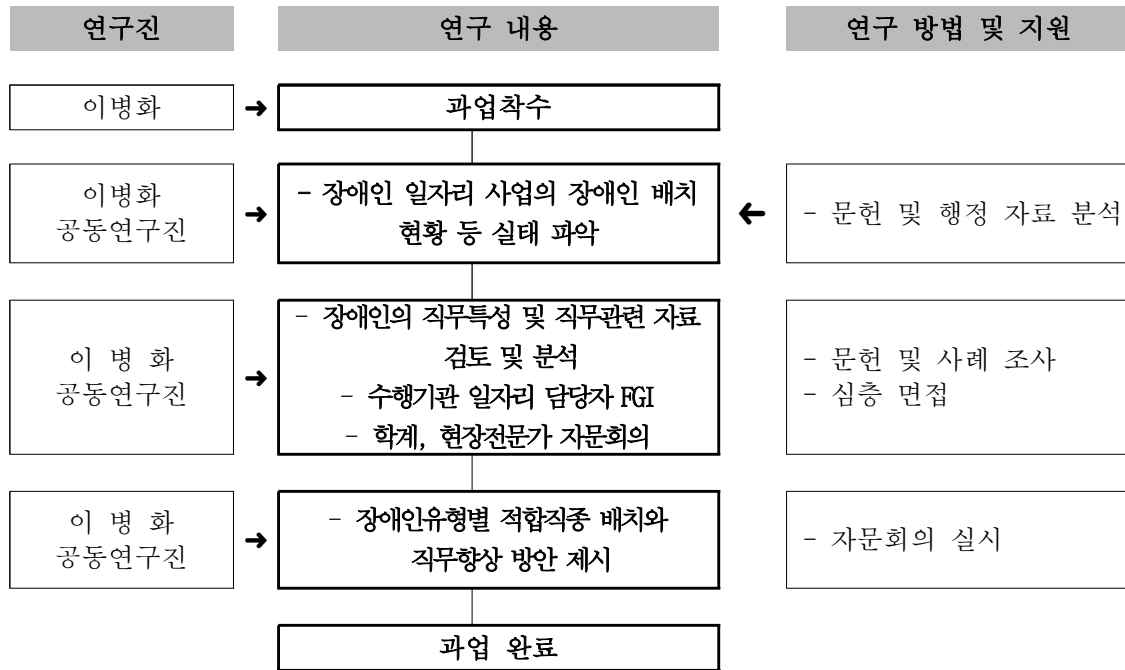 연구진
연구 내용
연구 방법 및 지원
이병화
➜
과업착수
이병화
공동연구진
➜
- 장애인 일자리 사업의 장애인 배치
현황 등 실태 파악
←
- 문헌 및 행정 자료 분석
이 병 화
공동연구진
➜
- 장애인의 직무특성 및 직무관련 자료
검토 및 분석
- 수행기관 일자리 담당자 FGI
- 학계, 현장전문가 자문회의
- 문헌 및 사례 조사
- 심층 면접
이 병 화
공동연구진
➜
- 장애인유형별 적합직종 배치와
직무향상 방안 제시
- 자문회의 실시
과업 완료